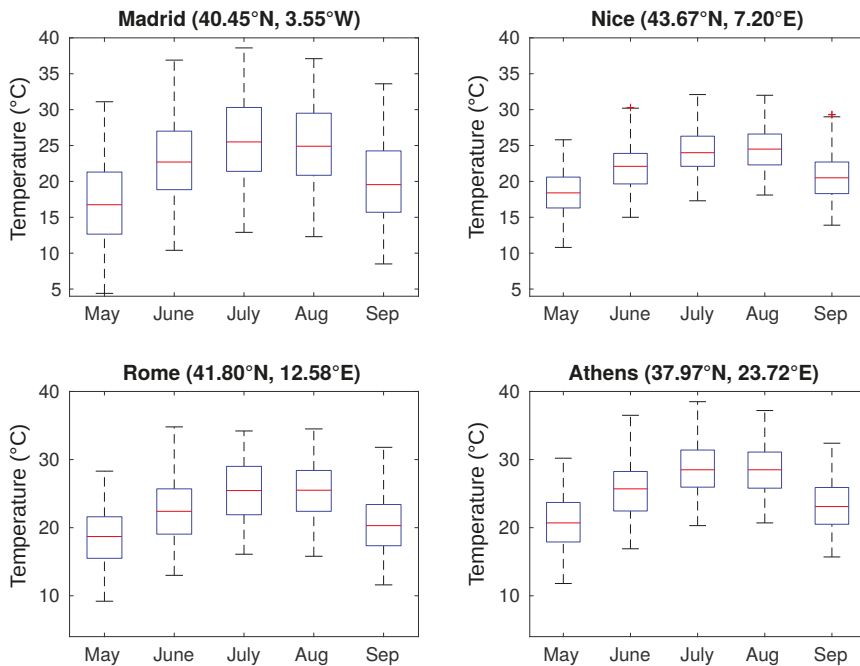 Madrid (40.45°N, 3.55°W)
Temperature (°C)
40
35
30
25
20
15
10
5
May June July Aug Sep
Nice (43.67°N, 7.20°E)
Temperature (°C)
40
35
30
25
20
15
10
5
May June July Aug Sep
Rome (41.80°N, 12.58°E)
Temperature (°C)
40
30
20
10
May June July Aug Sep
Athens (37.97°N, 23.72°E)
Temperature (°C)
40
30
20
10
May June July Aug Sep